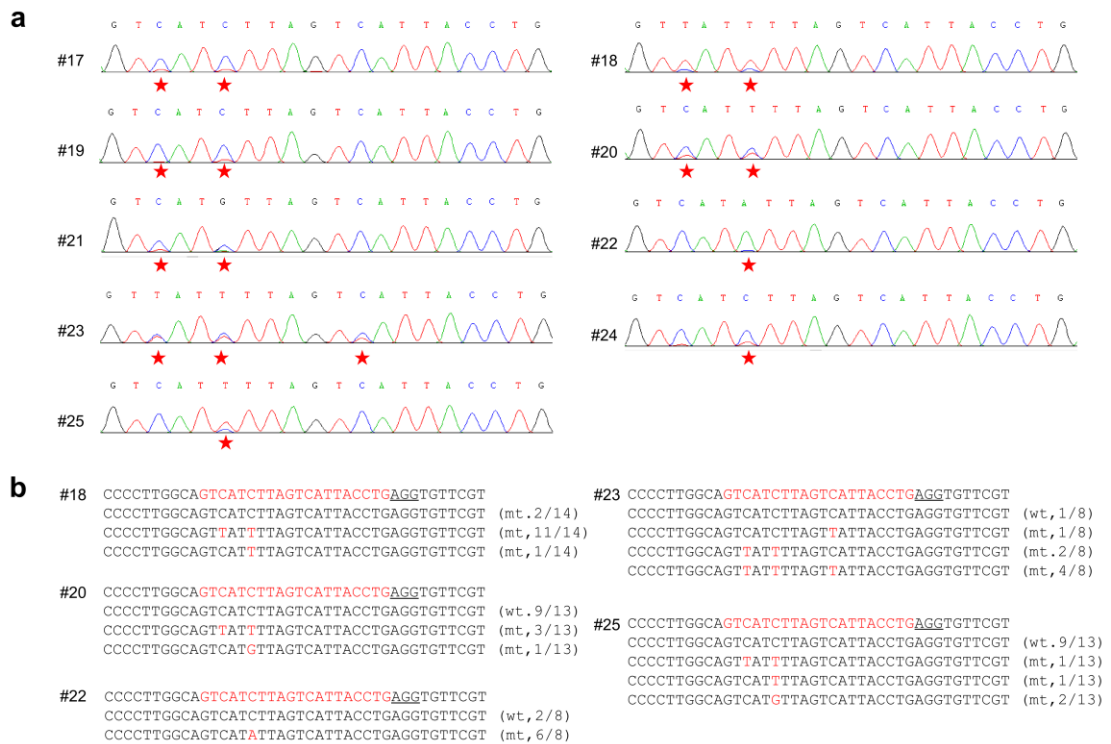 a
G T C A T C T T A G T C A T T A C C T G
#17
G T T A T T T T A G T C A T T A C C T G
#18
G T C A T C T T A G T C A T T A C C T G
#19
G T C A T T T T A G T C A T T A C C T G
#20
G T C A T G T T A G T C A T T A C C T G
#21
G T C A T A T T A G T C A T T A C C T G
#22
G T T A T T T T A G T C A T T A C C T G
#23
G T C A T C T T A G T C A T T A C C T G
#24
G T C A T T T T A G T C A T T A C C T G
#25
b
#18 CCCCTTGGCAGTCATCTTAGTCATTACCTGAGGTGTTCGT
CCCCTTGGCAGTCATCTTAGTCATTACCTGAGGTGTTCGT (mt.2/14)
CCCCTTGGCAGTTATTTTAGTCATTACCTGAGGTGTTCGT (mt,11/14)
CCCCTTGGCAGTCATTTTAGTCATTACCTGAGGTGTTCGT (mt,1/14)
#20 CCCCTTGGCAGTCATCTTAGTCATTACCTGAGGTGTTCGT
CCCCTTGGCAGTCATCTTAGTCATTACCTGAGGTGTTCGT (wt.9/13)
CCCCTTGGCAGTTATTTTAGTCATTACCTGAGGTGTTCGT (mt,3/13)
CCCCTTGGCAGTCATGTTAGTCATTACCTGAGGTGTTCGT (mt,1/13)
#22 CCCCTTGGCAGTCATCTTAGTCATTACCTGAGGTGTTCGT
CCCCTTGGCAGTCATCTTAGTCATTACCTGAGGTGTTCGT (wt,2/8)
CCCCTTGGCAGTCATATTAGTCATTACCTGAGGTGTTCGT (mt,6/8)
#23 CCCCTTGGCAGTCATCTTAGTCATTACCTGAGGTGTTCGT
CCCCTTGGCAGTCATCTTAGTCATTACCTGAGGTGTTCGT (wt,1/8)
CCCCTTGGCAGTCATCTTAGTTATTACCTGAGGTGTTCGT (mt,1/8)
CCCCTTGGCAGTTATTTTAGTCATTACCTGAGGTGTTCGT (mt.2/8)
CCCCTTGGCAGTTATTTTAGTTATTACCTGAGGTGTTCGT (mt,4/8)
#25 CCCCTTGGCAGTCATCTTAGTCATTACCTGAGGTGTTCGT
CCCCTTGGCAGTCATCTTAGTCATTACCTGAGGTGTTCGT (wt.9/13)
CCCCTTGGCAGTTATTTTAGTCATTACCTGAGGTGTTCGT (mt,1/13)
CCCCTTGGCAGTCATTTTAGTCATTACCTGAGGTGTTCGT (mt,1/13)
CCCCTTGGCAGTCATGTTAGTCATTACCTGAGGTGTTCGT (mt,2/13)